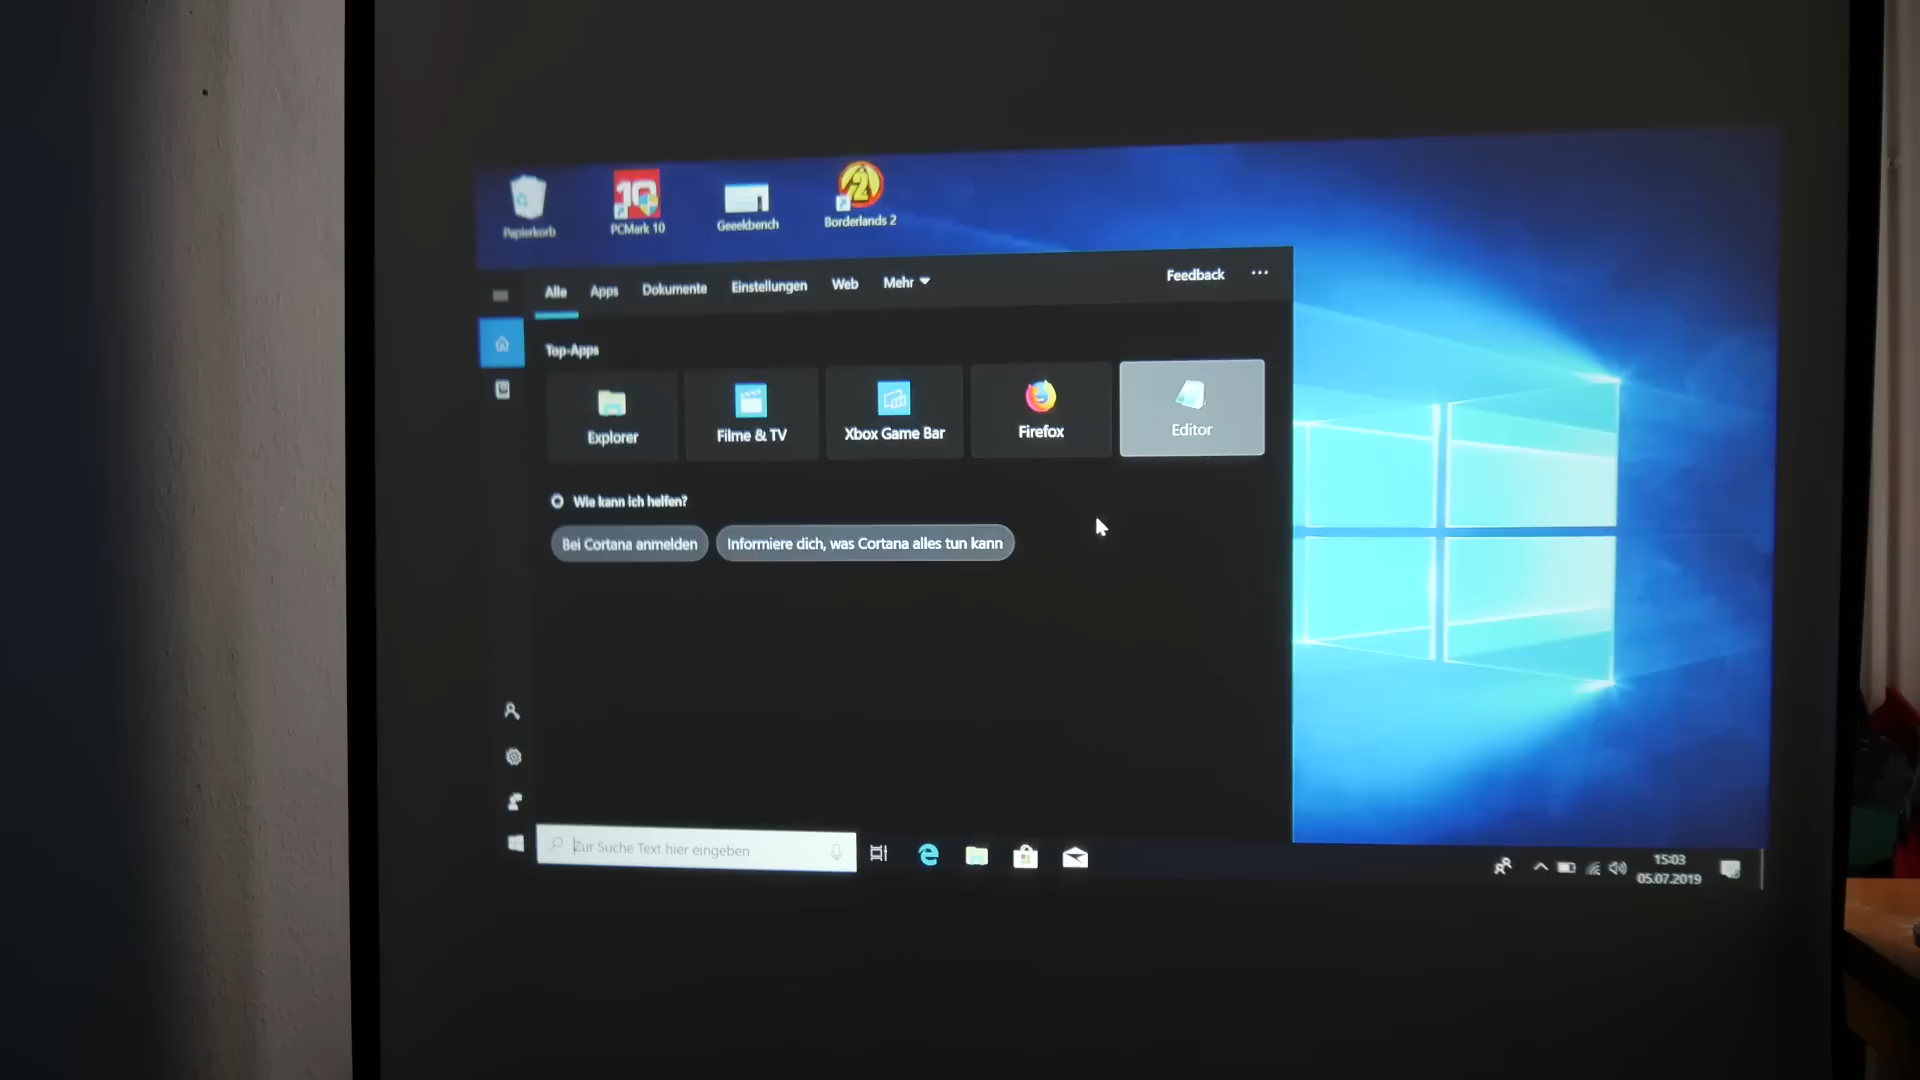 Papierkorb
PCMark 10
Geeekbench
Borderlands 2
Alle Apps Dokumente Einstellungen Web Mehr Feedback ...
Top-Apps
Explorer
Filme & TV
Xbox Game Bar
Firefox
Editor
Wie kann ich helfen?
Bei Cortana anmelden
Informiere dich, was Cortana alles tun kann
Zur Suche Text hier eingeben
15:03
05.07.2019